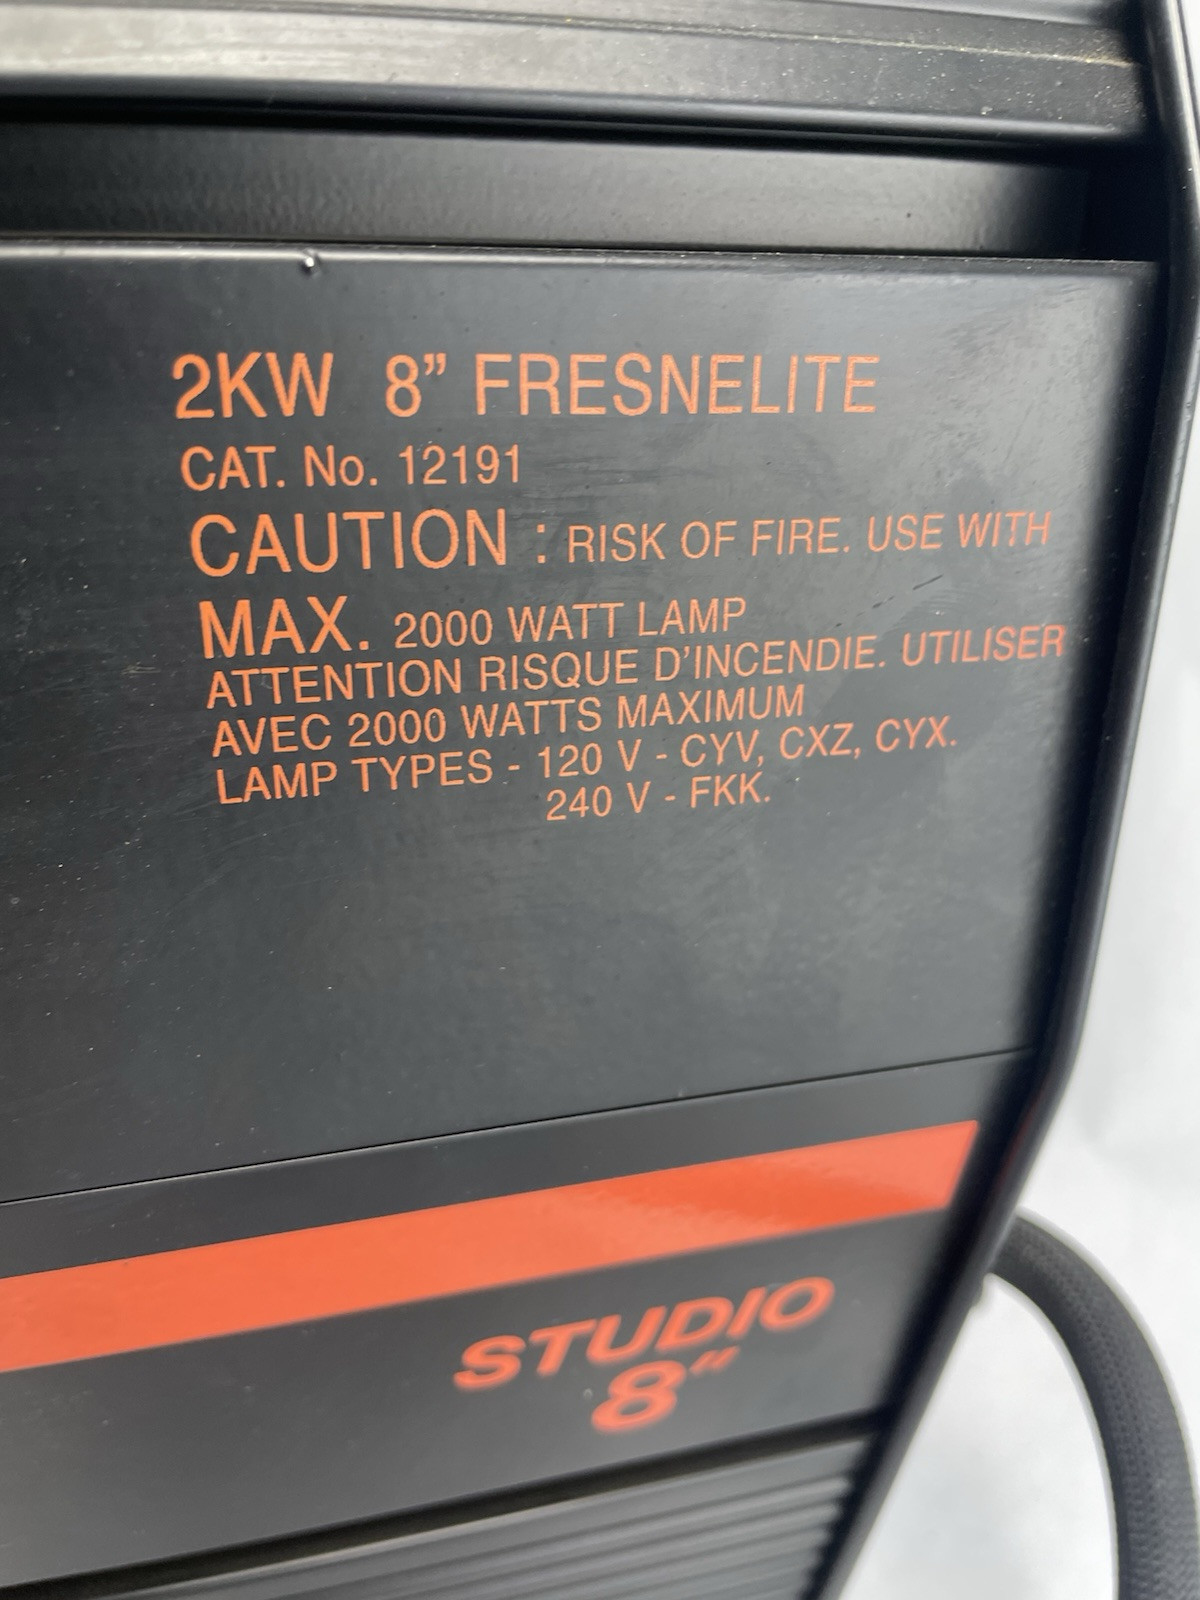 2KW 8” FRESNELITE
CAT. No. 12191
CAUTION : RISK OF FIRE. USE WITH
MAX. 2000 WATT LAMP
ATTENTION RISQUE D'INCENDIE. UTILISER
AVEC 2000 WATTS MAXIMUM
LAMP TYPES - 120 V - CYV, CXZ, CYX.
240 V - FKK.
STUDIO
8"